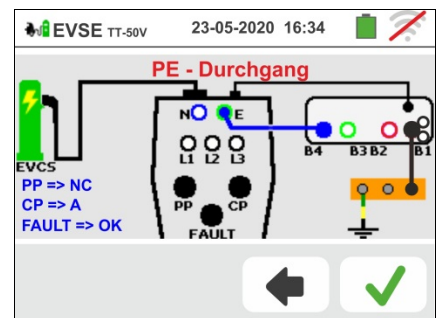 EVSE TT-50V 23-05-2020 16:34
PE - Durchgang
N E
L1 L2 L3
B4 B3 B2 B1
EVCS
PP => NC
CP => A
FAULT => OK
PP CP
FAULT